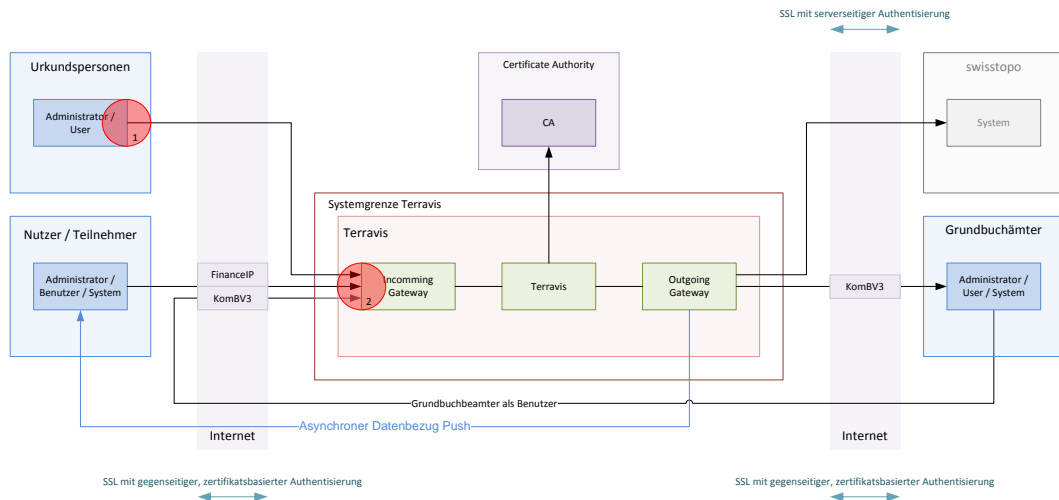 SSL mit serverseitiger Authentisierung
Urkundspersonen
Administrator /
User
1
Certificate Authority
CA
swisstopo
System
Systemgrenze Terravis
Terravis
Nutzer / Teilnehmer
Administrator /
Benutzer / System
FinanceIP
KomBV3
Incomming
Gateway
2
Terravis
Outgoing
Gateway
KomBV3
Grundbuchämter
Administrator /
User / System
Grundbuchbeamter als Benutzer
Asynchroner Datenbezug Push
Internet
Internet
SSL mit gegenseitiger, zertifikatsbasierter Authentisierung
SSL mit gegenseitiger, zertifikatsbasierter Authentisierung